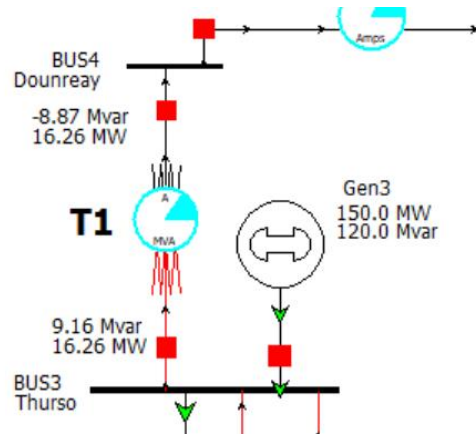 Amps
BUS4
Dounreay
-8.87 Mvar
16.26 MW
A
T1
MVA
Gen3
150.0 MW
120.0 Mvar
9.16 Mvar
16.26 MW
BUS3
Thurso